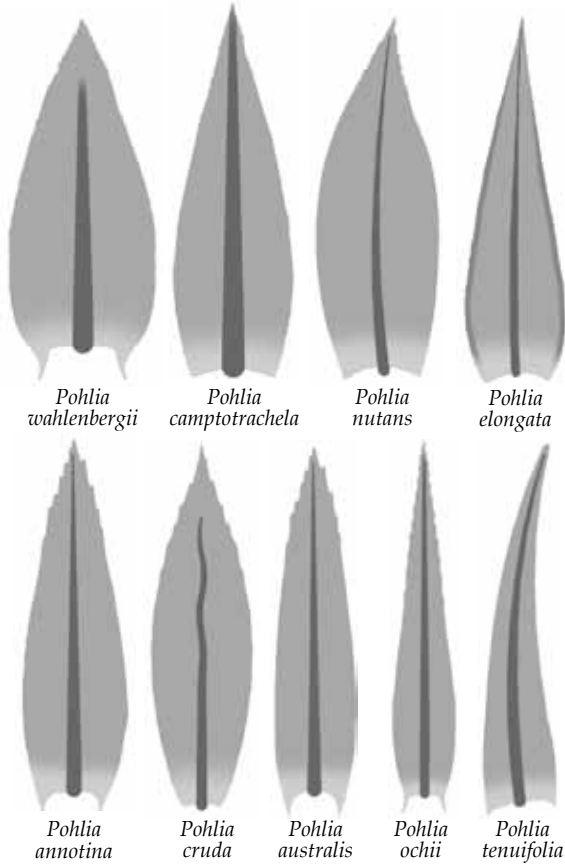 Pohlia Pohlia Pohlia Pohlia
wahlenbergii camptotrachela nutans elongata
Pohlia Pohlia Pohlia Pohlia Pohlia
annotina cruda australis ochii tenuifolia